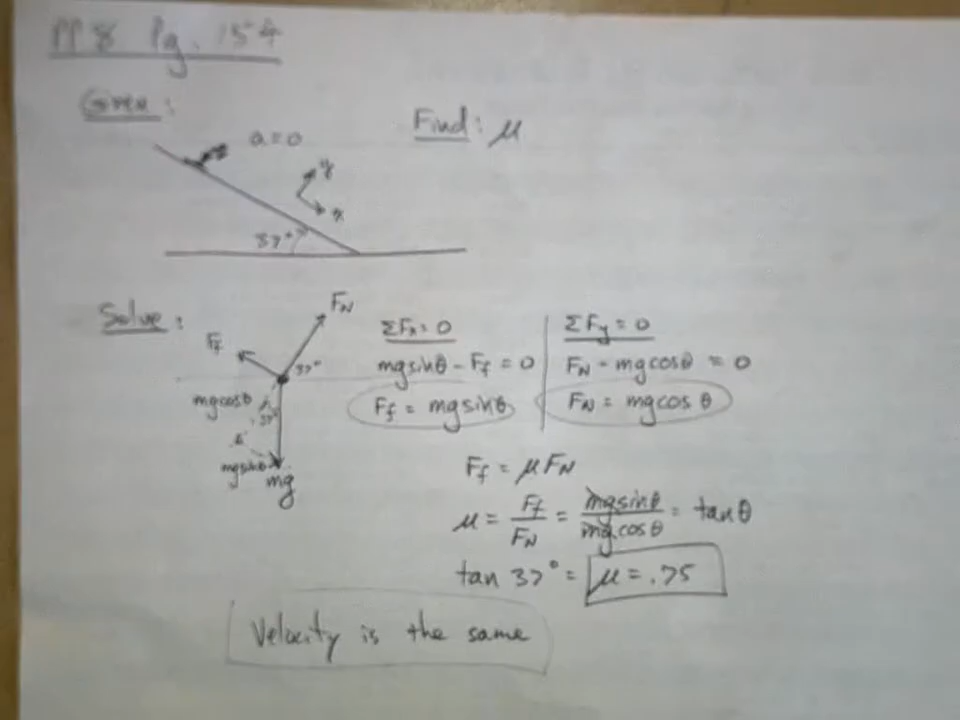 PP 8 Pg. 154
Given:
a = 0
Find: μ
y
x
37°
Solve:
FN
Ff
37°
mgcosθ
37°
mgsinθ
mg
ΣFx = 0
mgsinθ - Ff = 0
Ff = mgsinθ
ΣFy = 0
FN - mgcosθ = 0
FN = mgcosθ
Ff = μFN
μ = Ff/FN = mgsinθ/mgcosθ = tanθ
tan 37° = μ = .75
Velocity is the same